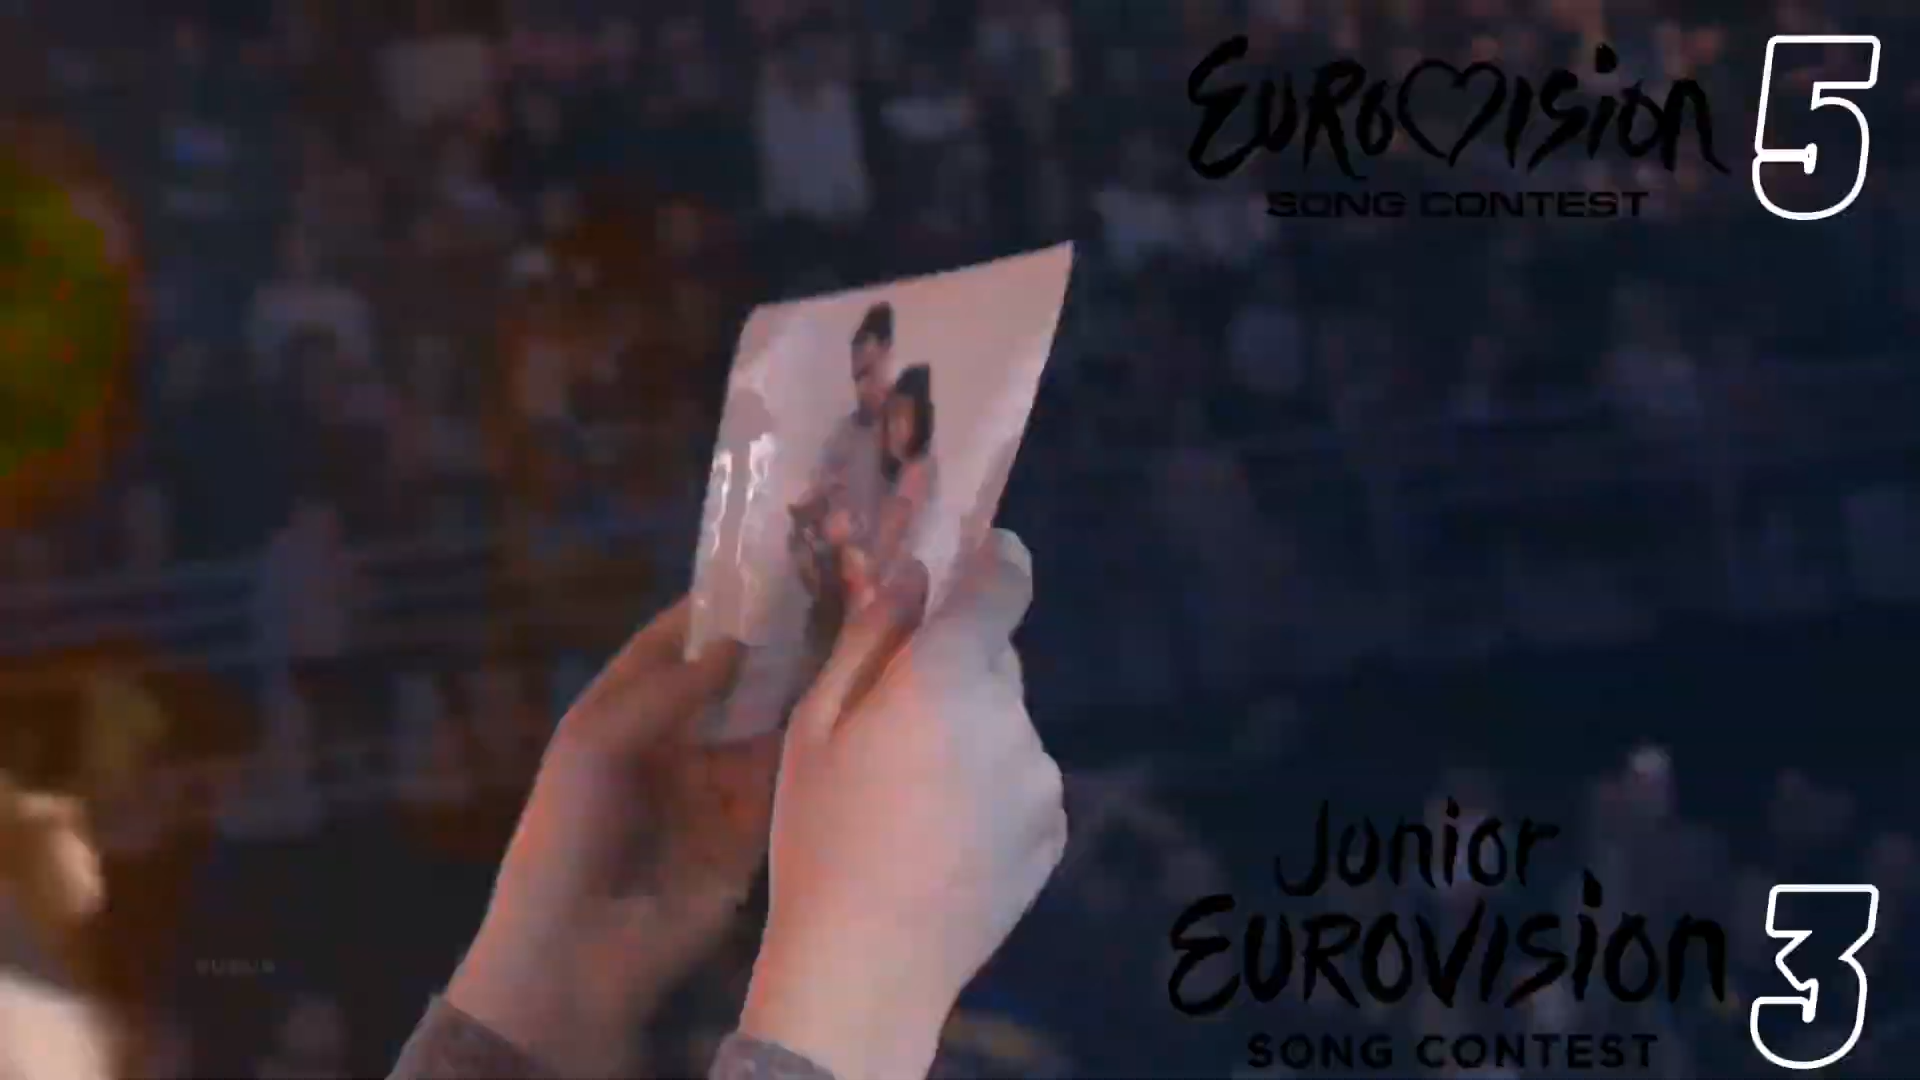 EUROVISION 5
SONG CONTEST
Junior
EUROVISION 3
SONG CONTEST